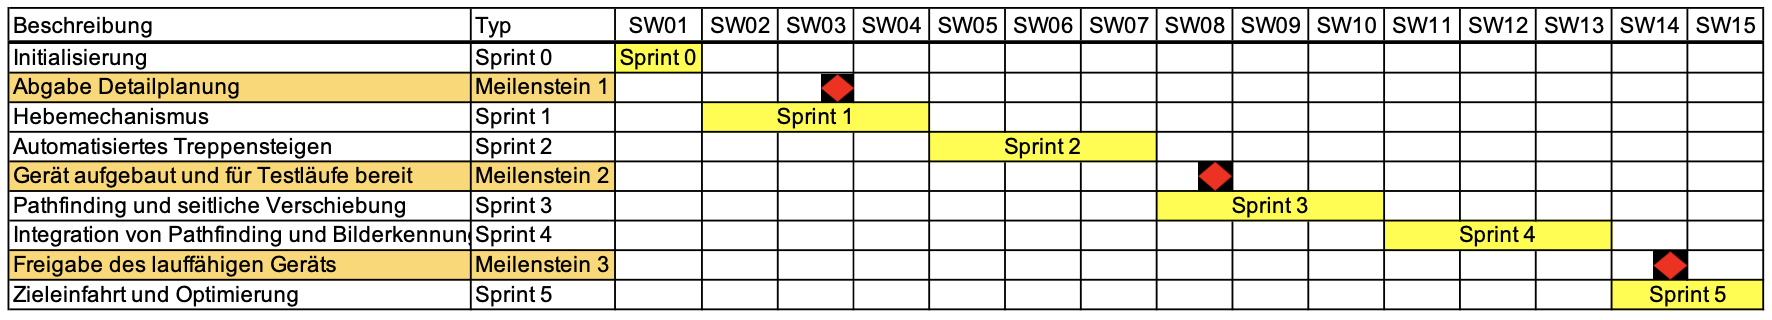 Beschreibung Typ SW01 SW02 SW03 SW04 SW05 SW06 SW07 SW08 SW09 SW10 SW11 SW12 SW13 SW14 SW15
Initialisierung Sprint 0 Sprint 0
Abgabe Detailplanung Meilenstein 1
Hebemechanismus Sprint 1 Sprint 1
Automatisiertes Treppensteigen Sprint 2 Sprint 2
Gerät aufgebaut und für Testläufe bereit Meilenstein 2
Pathfinding und seitliche Verschiebung Sprint 3 Sprint 3
Integration von Pathfinding und Bilderkennun Sprint 4 Sprint 4
Freigabe des lauffähigen Geräts Meilenstein 3
Zieleinfahrt und Optimierung Sprint 5 Sprint 5